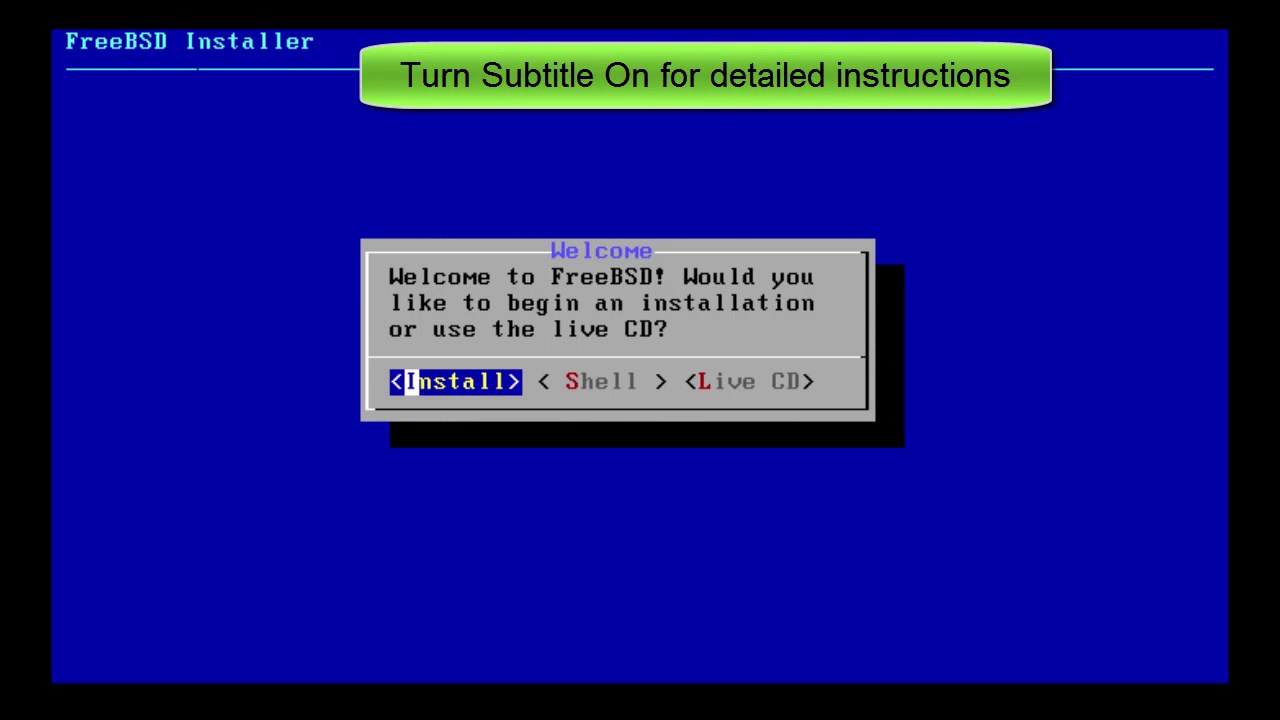 FreeBSD Installer
Turn Subtitle On for detailed instructions
Welcome
Welcome to FreeBSD! Would you
like to begin an installation
or use the live CD?
<Install> < Shell > <Live CD>